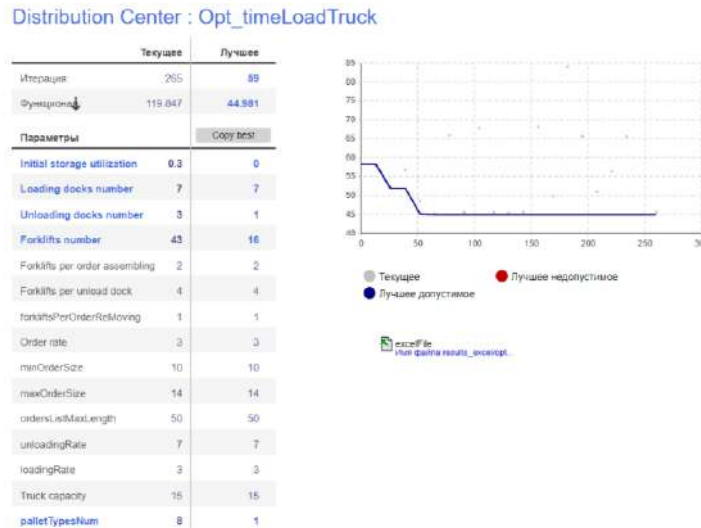 Distribution Center : Opt_timeLoadTruck
Текущее Лучшее
Итерация: 265 89
Функционал 119.847 44.981
Параметры Copy best
Initial storage utilization 0.3 0
Loading docks number 7 7
Unloading docks number 3 1
Forklifts number 43 16
Forklifts per order assembling 2 2
Forklifts per unload dock 4 4
forkliftsPerOrderReMoving 1 1
Order rate 3 3
minOrderSize 10 10
maxOrderSize 14 14
ordersListMaxLength 50 50
unloadingRate 7 7
loadingRate 3 3
Truck capacity 15 15
palletTypesNum 8 1
85
80
75
70
65
60
55
50
45
40
0 50 100 150 200 250
Текущее
Лучшее недопустимое
Лучшее допустимое
excelFile
Имя файла results_excel/opt...